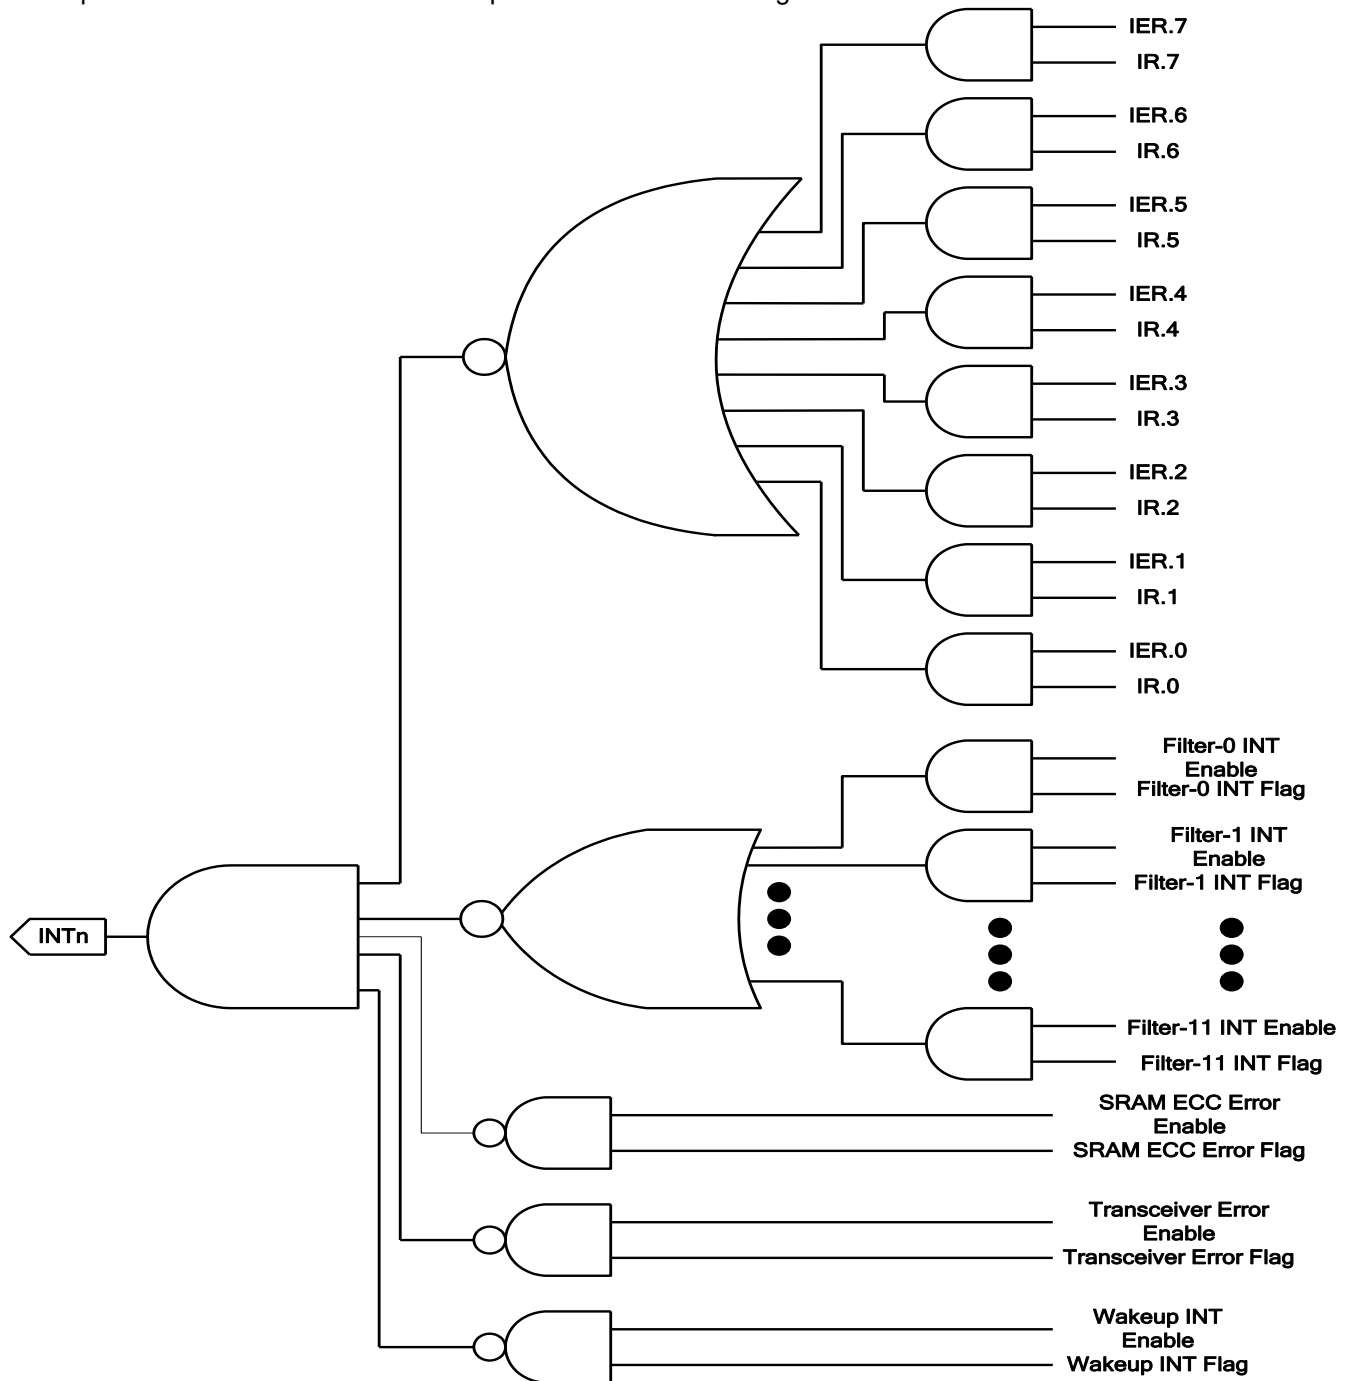 IER.7
IR.7
IER.6
IR.6
IER.5
IR.5
IER.4
IR.4
IER.3
IR.3
IER.2
IR.2
IER.1
IR.1
IER.0
IR.0
Filter-0 INT
Enable
Filter-0 INT Flag
Filter-1 INT
Enable
Filter-1 INT Flag
INTn
Filter-11 INT Enable
Filter-11 INT Flag
SRAM ECC Error
Enable
SRAM ECC Error Flag
Transceiver Error
Enable
Transceiver Error Flag
Wakeup INT
Enable
Wakeup INT Flag